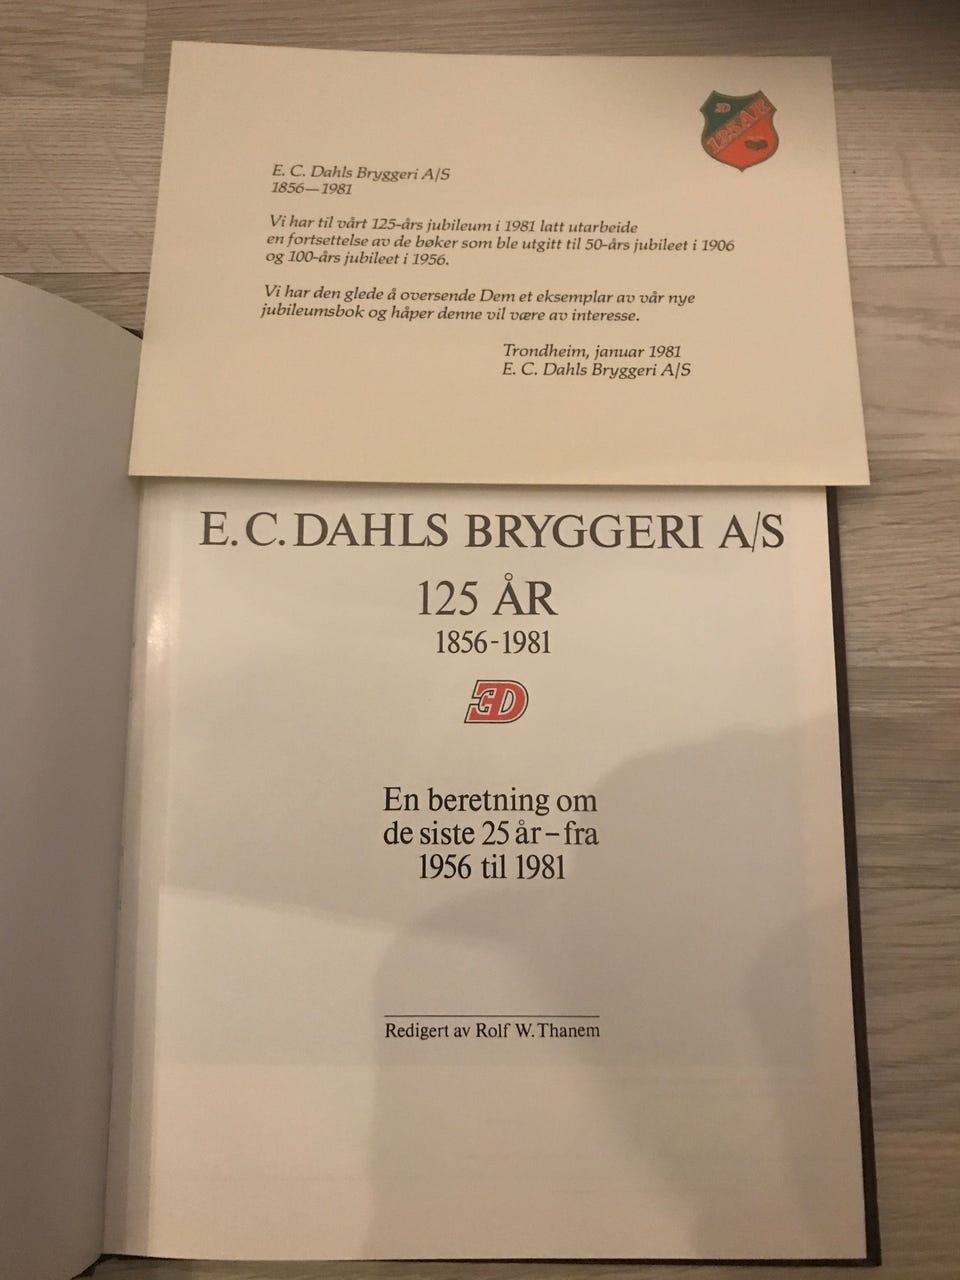 125 ÅR
E. C. Dahls Bryggeri A/S
1856—1981
Vi har til vårt 125-års jubileum i 1981 latt utarbeide
en fortsettelse av de bøker som ble utgitt til 50-års jubileet i 1906
og 100-års jubileet i 1956.
Vi har den glede å oversende Dem et eksemplar av vår nye
jubileumsbok og håper denne vil være av interesse.
Trondheim, januar 1981
E. C. Dahls Bryggeri A/S
E. C. DAHLS BRYGGERI A/S
125 ÅR
1856-1981
ECD
En beretning om
de siste 25 år – fra
1956 til 1981
Redigert av Rolf W. Thanem